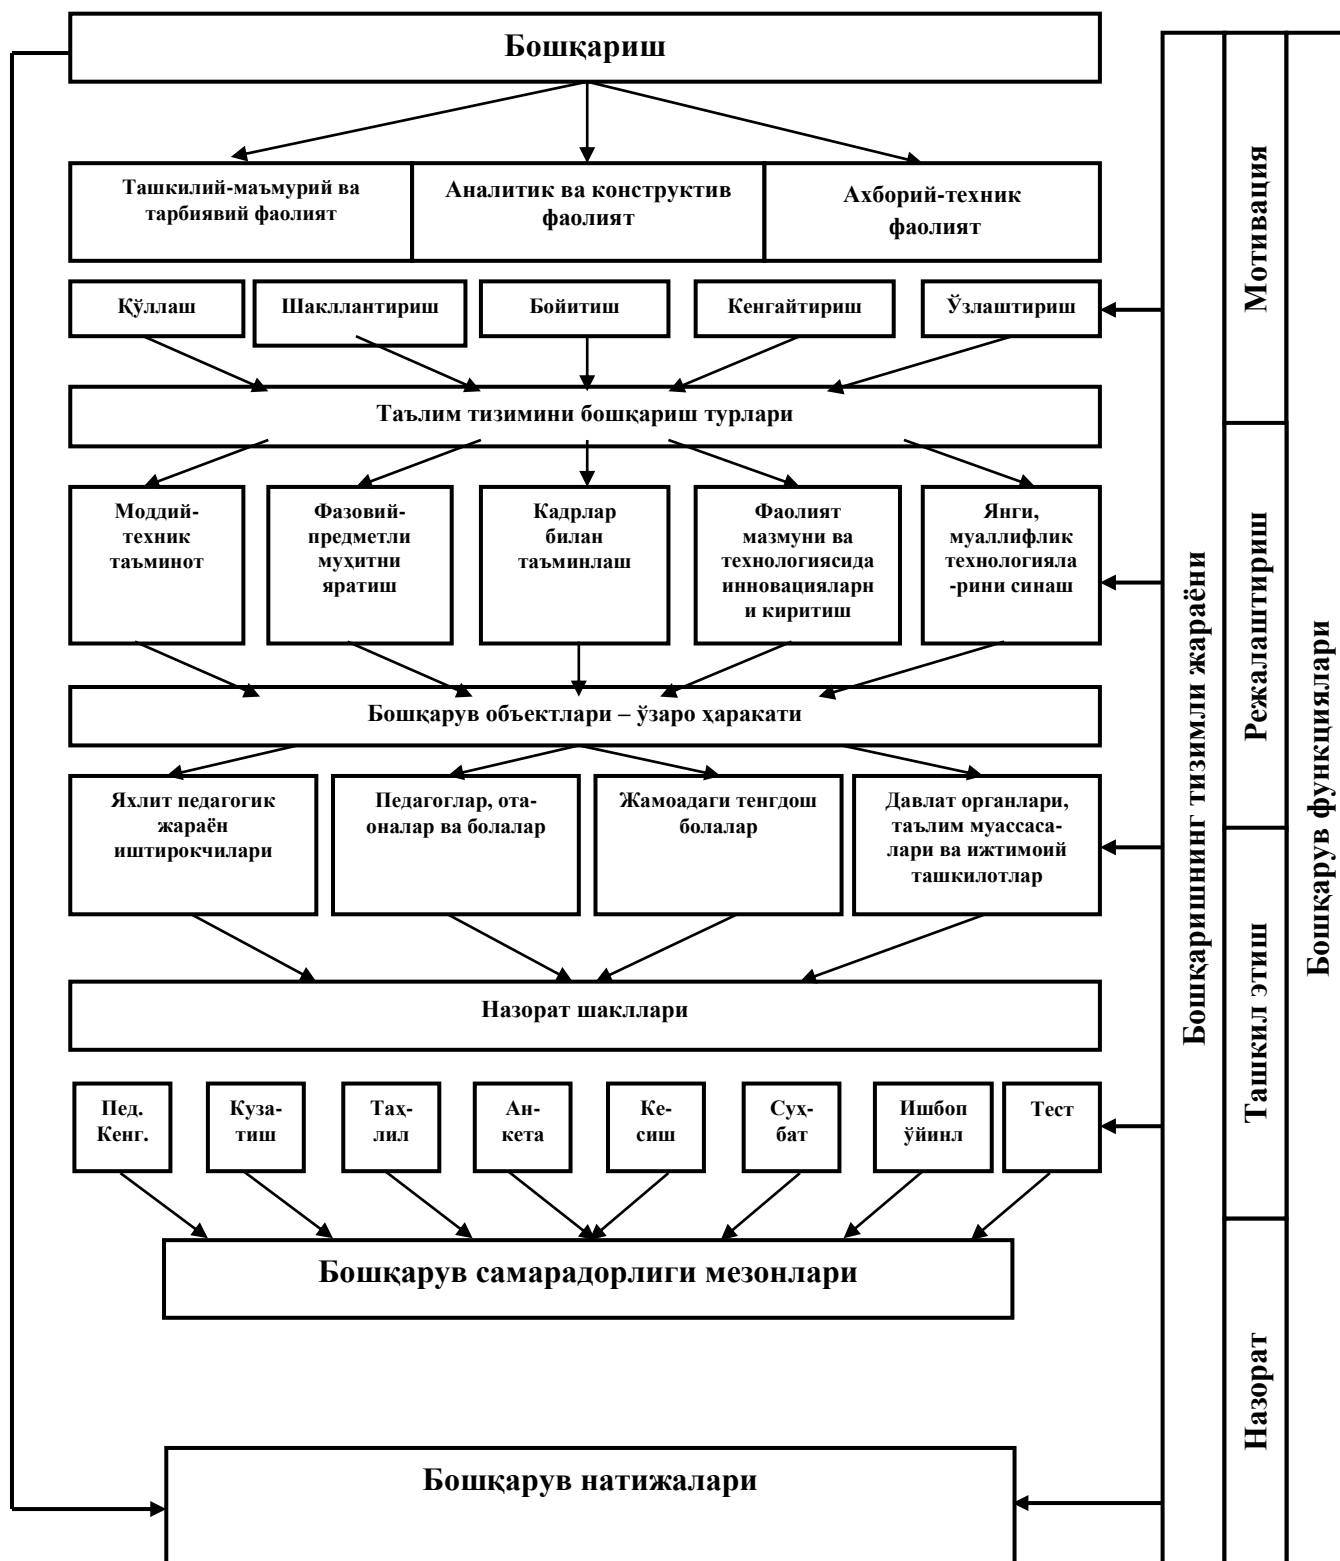 Бошқариш
Ташкилий-маъмурий ва
тарбиявий фаолият
Аналитик ва конструктив
фаолият
Ахборий-техник
фаолият
Қўллаш
Шакллантириш
Бойитиш
Кенгайтириш
Ўзлаштириш
Таълим тизимини бошқариш турлари
Моддий-
техник
таъминот
Фазовий-
предметли
муҳитни
яратиш
Кадрлар
билан
таъминлаш
Фаолият
мазмуни ва
технологиясида
инновацияларн
и киритиш
Янги,
муаллифлик
технологияла
-рини синаш
Бошқарув объектлари – ўзаро ҳаракати
Яхлит педагогик
жараён
иштирокчилари
Педагоглар, ота-
оналар ва болалар
Жамоадаги тенгдош
болалар
Давлат органлари,
таълим муассаса-
лари ва ижтимоий
ташкилотлар
Назорат шакллари
Пед.
Кенг.
Куза-
тиш
Таҳ-
лил
Ан-
кета
Ке-
сиш
Суҳ-
бат
Ишбоп
ўйинл
Тест
Бошқарув самарадорлиги мезонлари
Бошқарув натижалари
Бошқаришнинг тизимли жараёни
Мотивация
Режалаштириш
Ташкил этиш
Назорат
Бошқарув функциялари